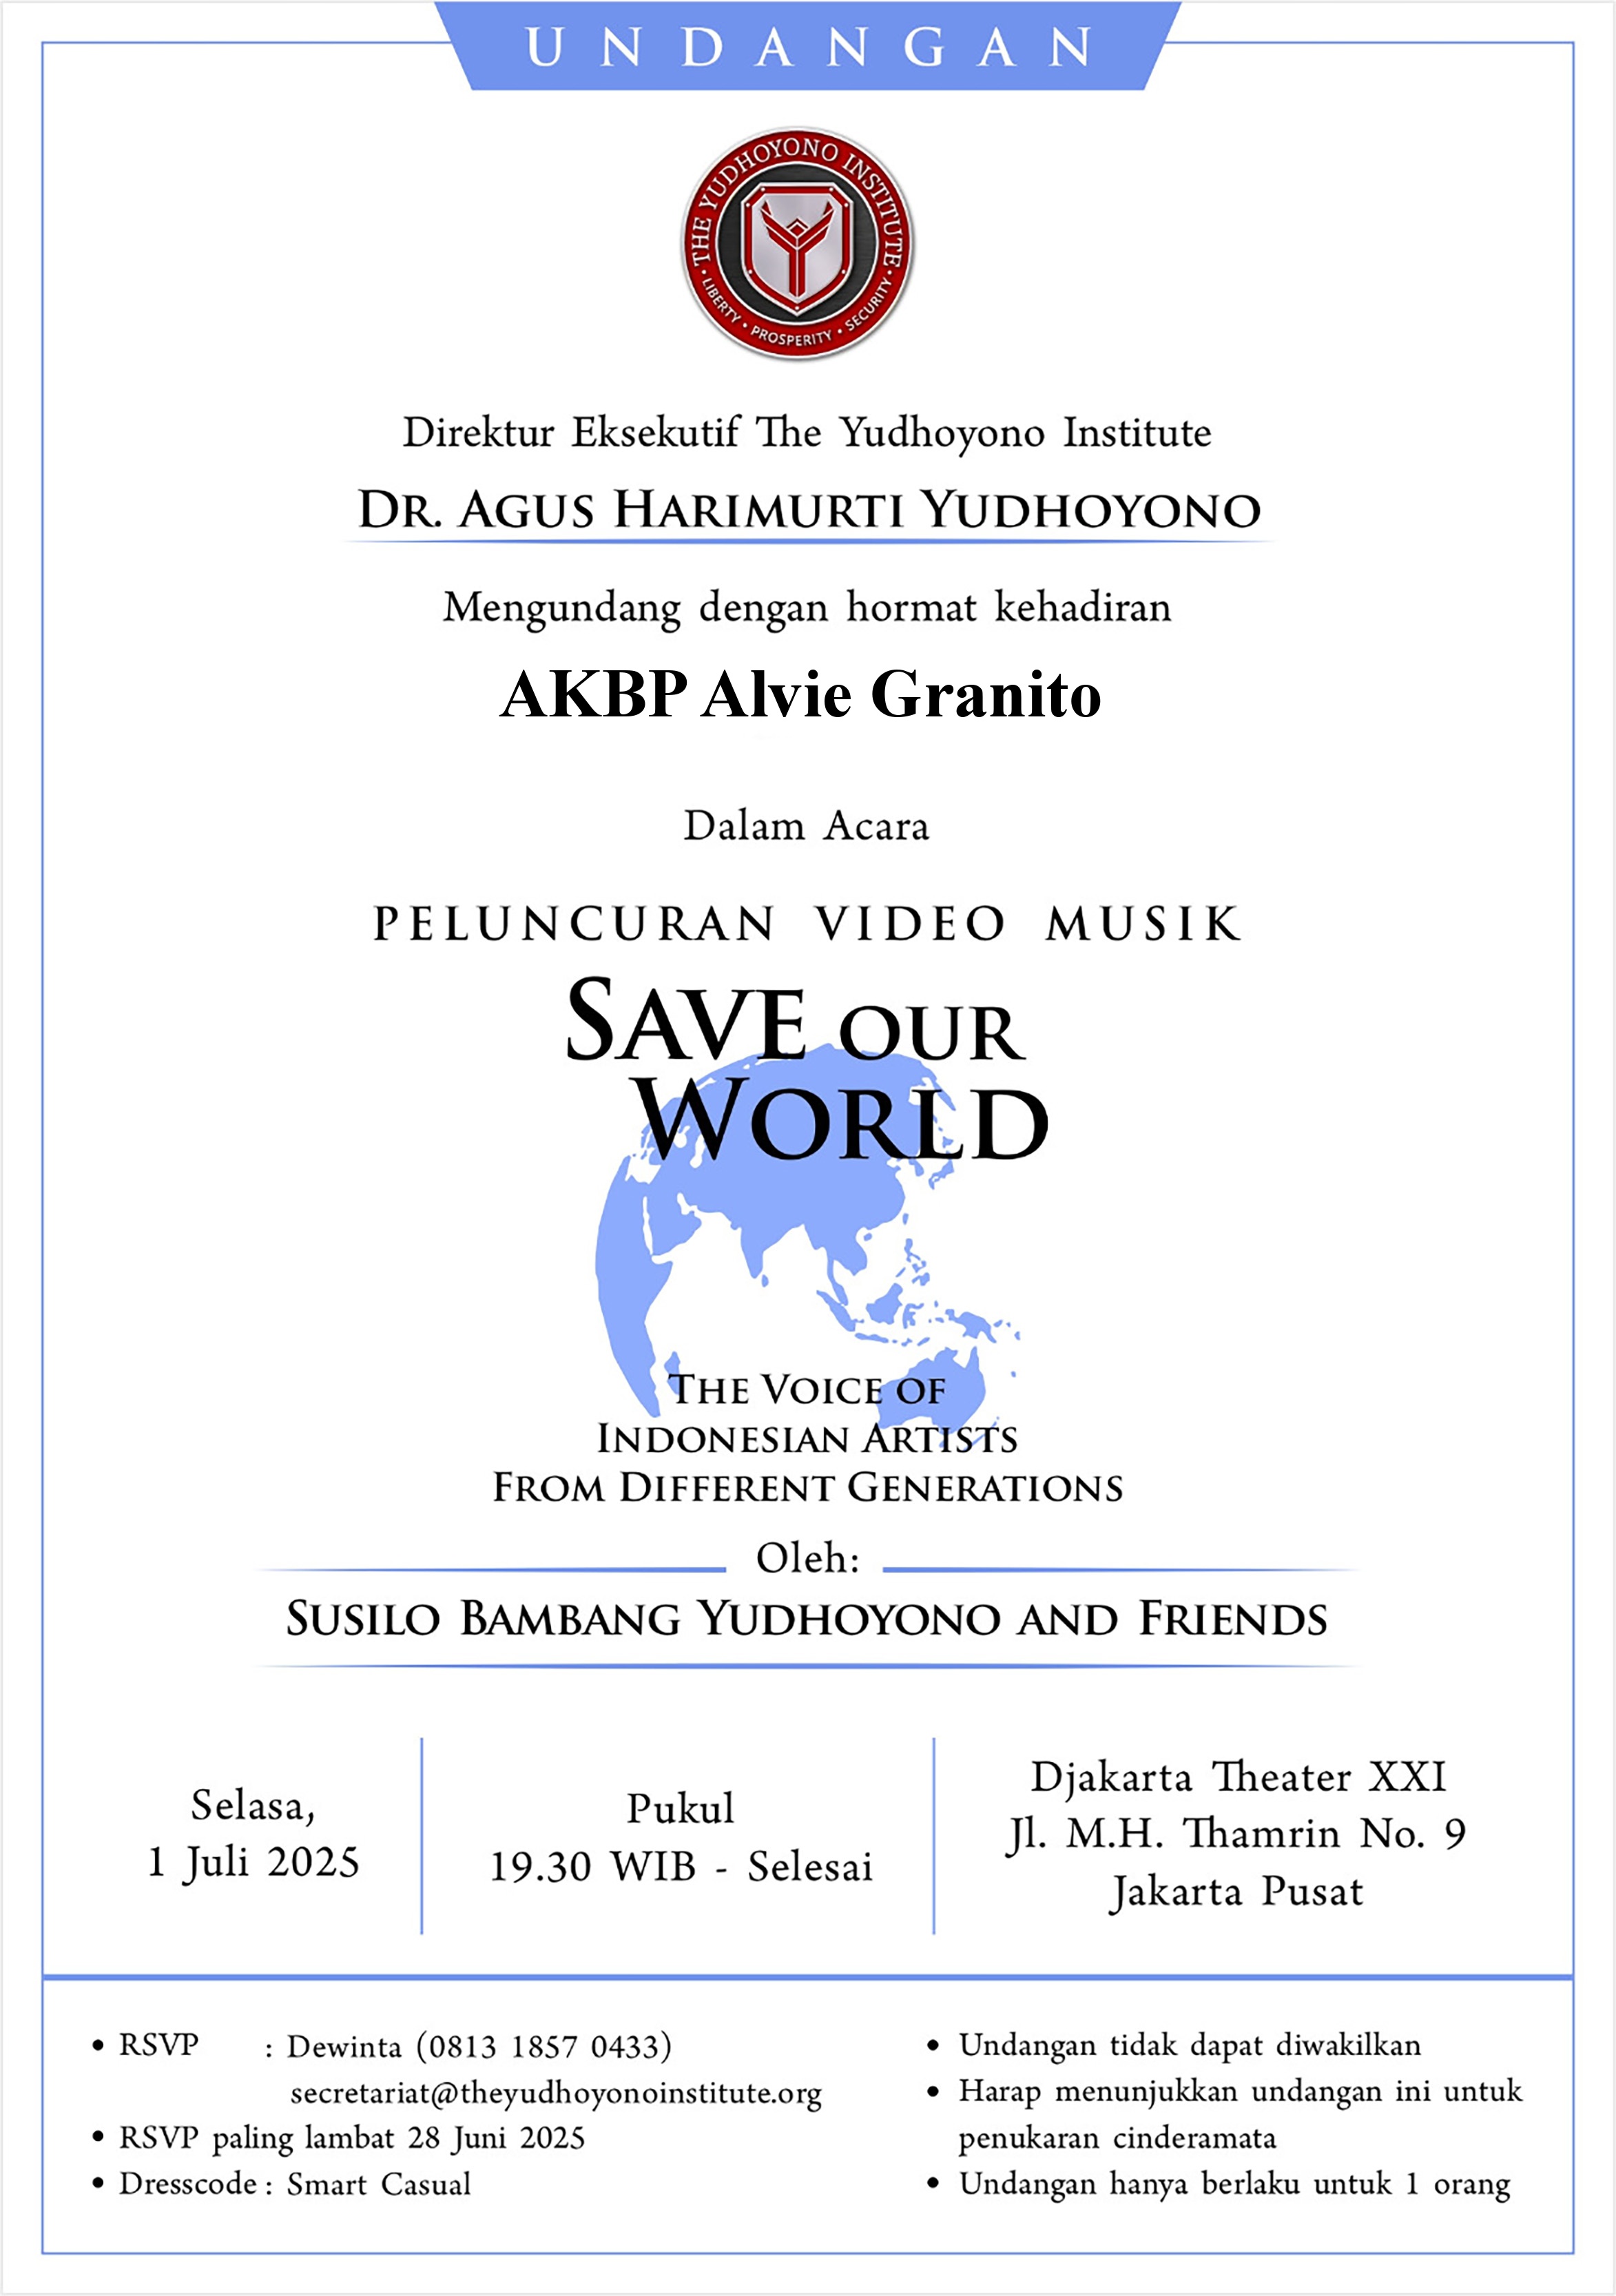 UNDANGAN
THE YUDHOYONO INSTITUTE
LIBERTY • PROSPERITY • SECURITY
Direktur Eksekutif The Yudhoyono Institute
DR. AGUS HARIMURTI YUDHOYONO
Mengundang dengan hormat kehadiran
AKBP Alvie Granito
Dalam Acara
PELUNCURAN VIDEO MUSIK
SAVE OUR
WORLD
THE VOICE OF
INDONESIAN ARTISTS
FROM DIFFERENT GENERATIONS
Oleh:
SUSILO BAMBANG YUDHOYONO AND FRIENDS
Selasa,
1 Juli 2025
Pukul
19.30 WIB - Selesai
Djakarta Theater XXI
Jl. M.H. Thamrin No. 9
Jakarta Pusat
• RSVP : Dewinta (0813 1857 0433)
secretariat@theyudhoyonoinstitute.org
• RSVP paling lambat 28 Juni 2025
• Dresscode : Smart Casual
• Undangan tidak dapat diwakilkan
• Harap menunjukkan undangan ini untuk
penukaran cinderamata
• Undangan hanya berlaku untuk 1 orang